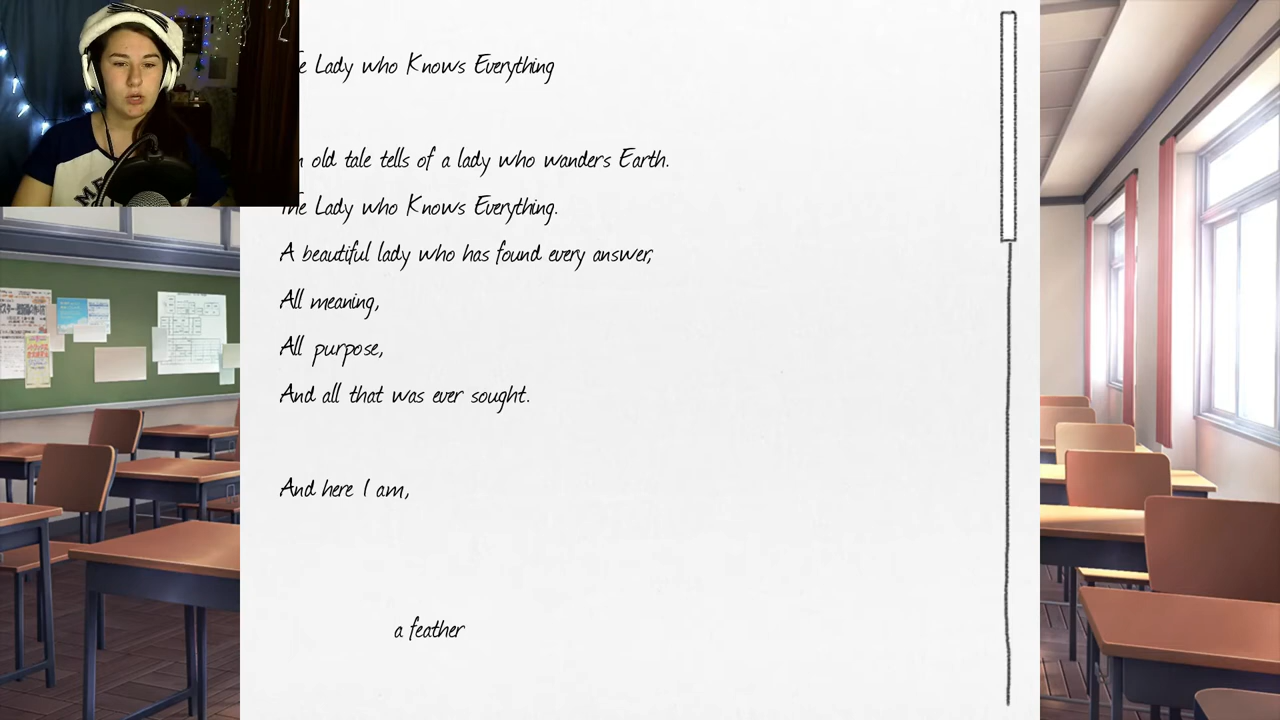 Lady who Knows Everything
old tale tells of a lady who wanders Earth.
The Lady who Knows Everything.
A beautiful lady who has found every answer,
All meaning,
All purpose,
And all that was ever sought.
And here I am,
a feather